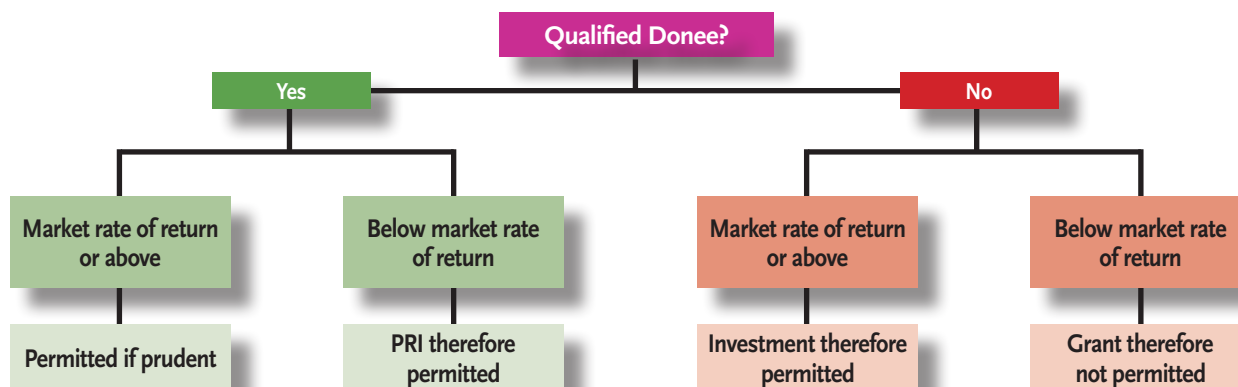 Qualified Donee?
Yes
No
Market rate of return
or above
Below market rate
of return
Market rate of return
or above
Below market rate
of return
Permitted if prudent
PRI therefore
permitted
Investment therefore
permitted
Grant therefore
not permitted